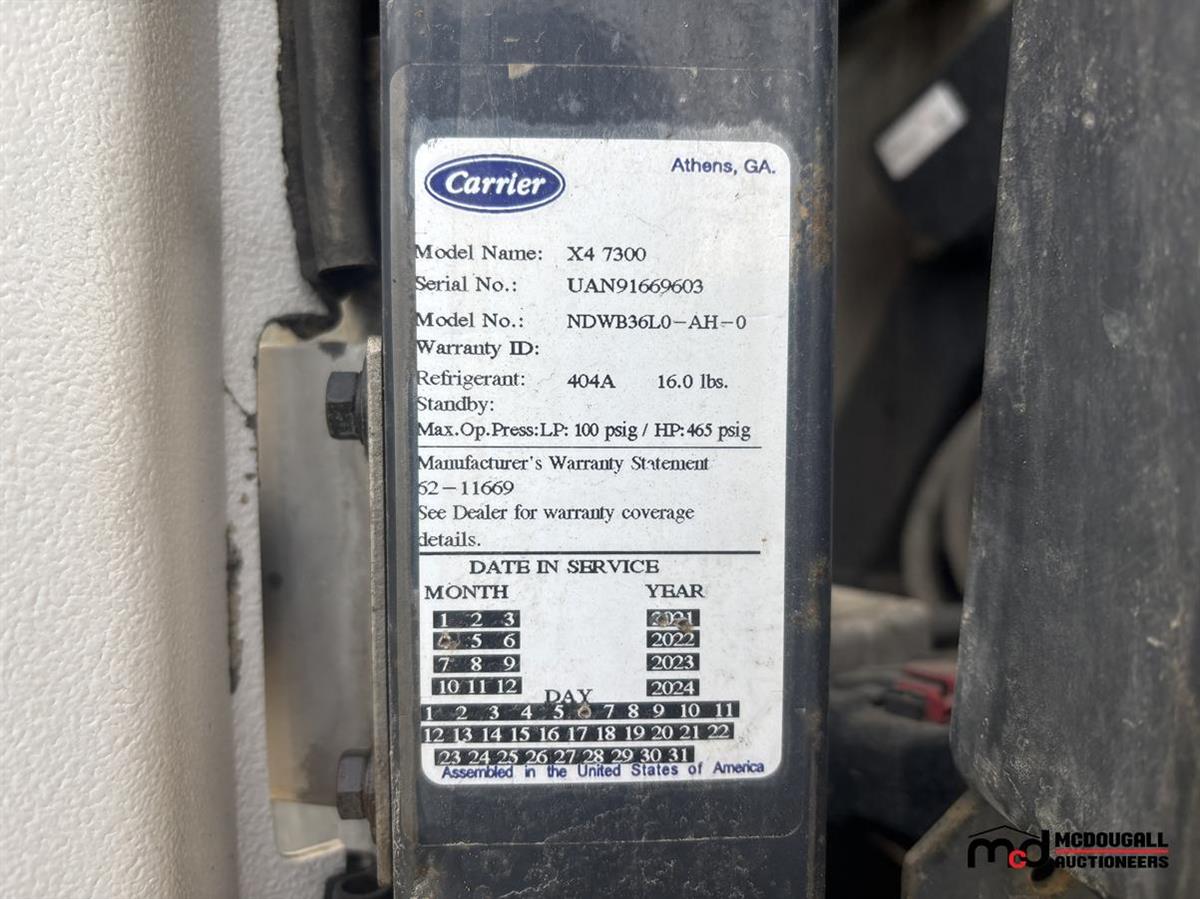 Carrier
Athens, GA.
Model Name: X4 7300
Serial No.: UAN91669603
Model No.: NDWB36L0-AH-0
Warranty ID:
Refrigerant: 404A 16.0 lbs.
Standby:
Max.Op.Press:LP: 100 psig / HP:465 psig
Manufacturer's Warranty Statement
62-11669
See Dealer for warranty coverage
details.
DATE IN SERVICE
MONTH YEAR
1 2 3 2021
5 6 2022
7 8 9 2023
10 11 12 2024
DAY
1 2 3 4 5 7 8 9 10 11
12 13 14 15 16 17 18 19 20 21 22
23 24 25 26 27 28 29 30 31
Assembled in the United States of America
mcd MCDOUGALL
AUCTIONEERS